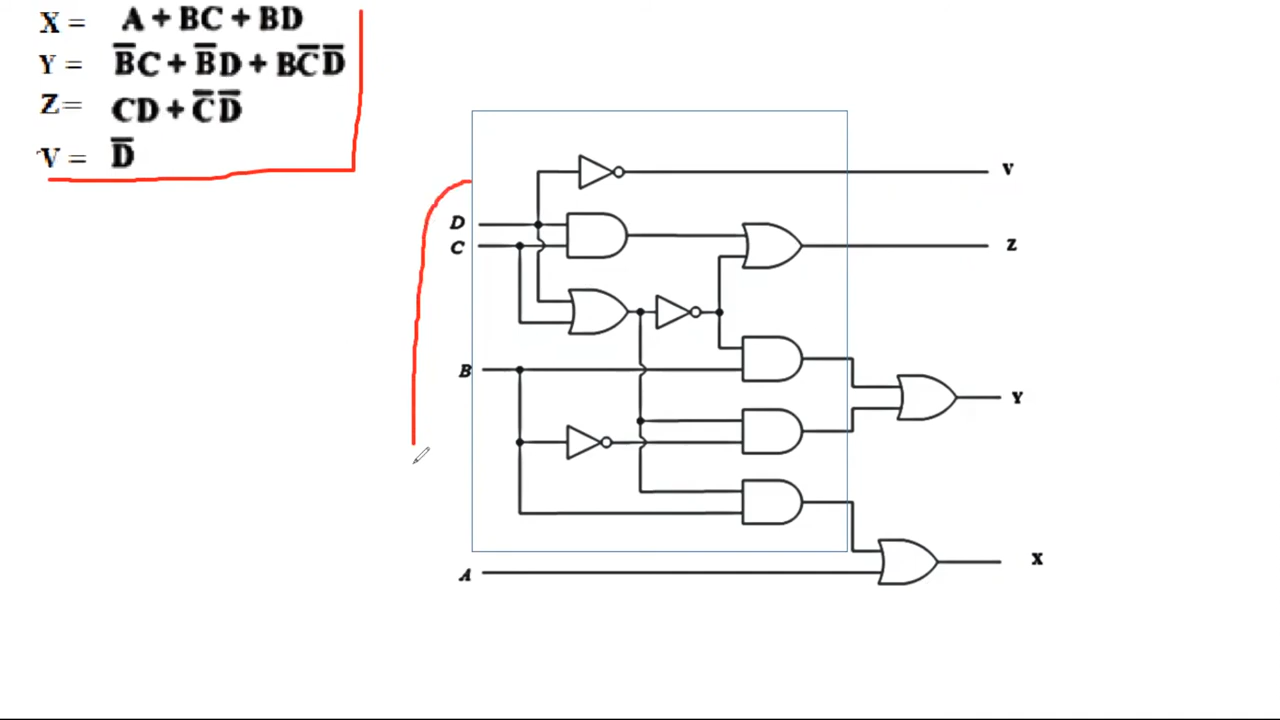 X = A + BC + BD
Y = B̅C + B̅D + BC̅D̅
Z= CD + C̅D̅
V = D̅
V
D
C
Z
B
Y
A
X